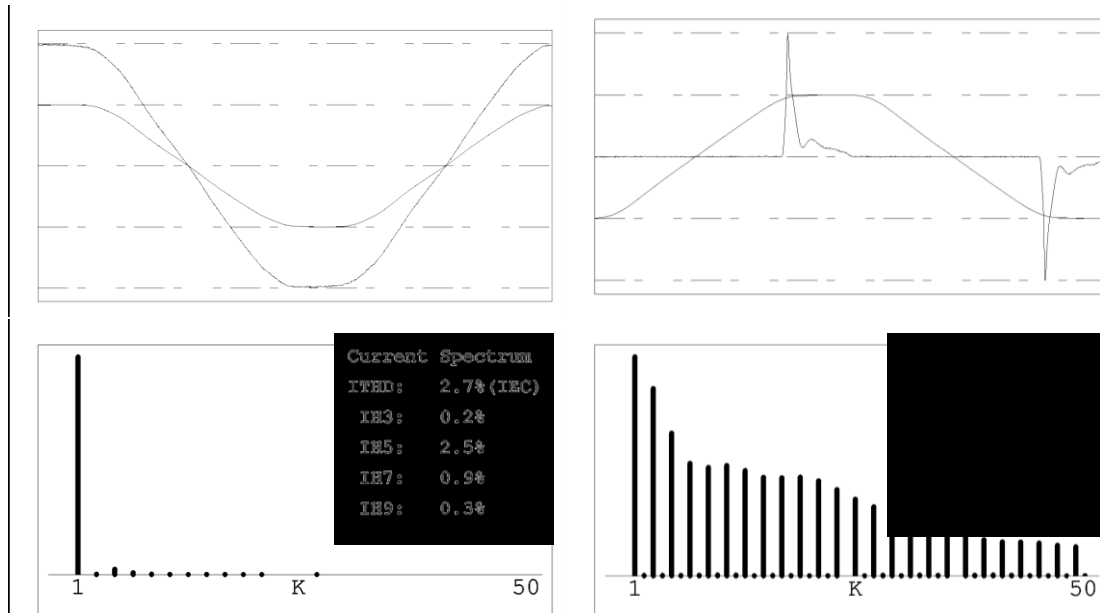 Current Spectrum
ITHD: 2.7%(IEC)
IH3: 0.2%
IH5: 2.5%
IH7: 0.9%
IH9: 0.3%
1 K 50
1 K 50